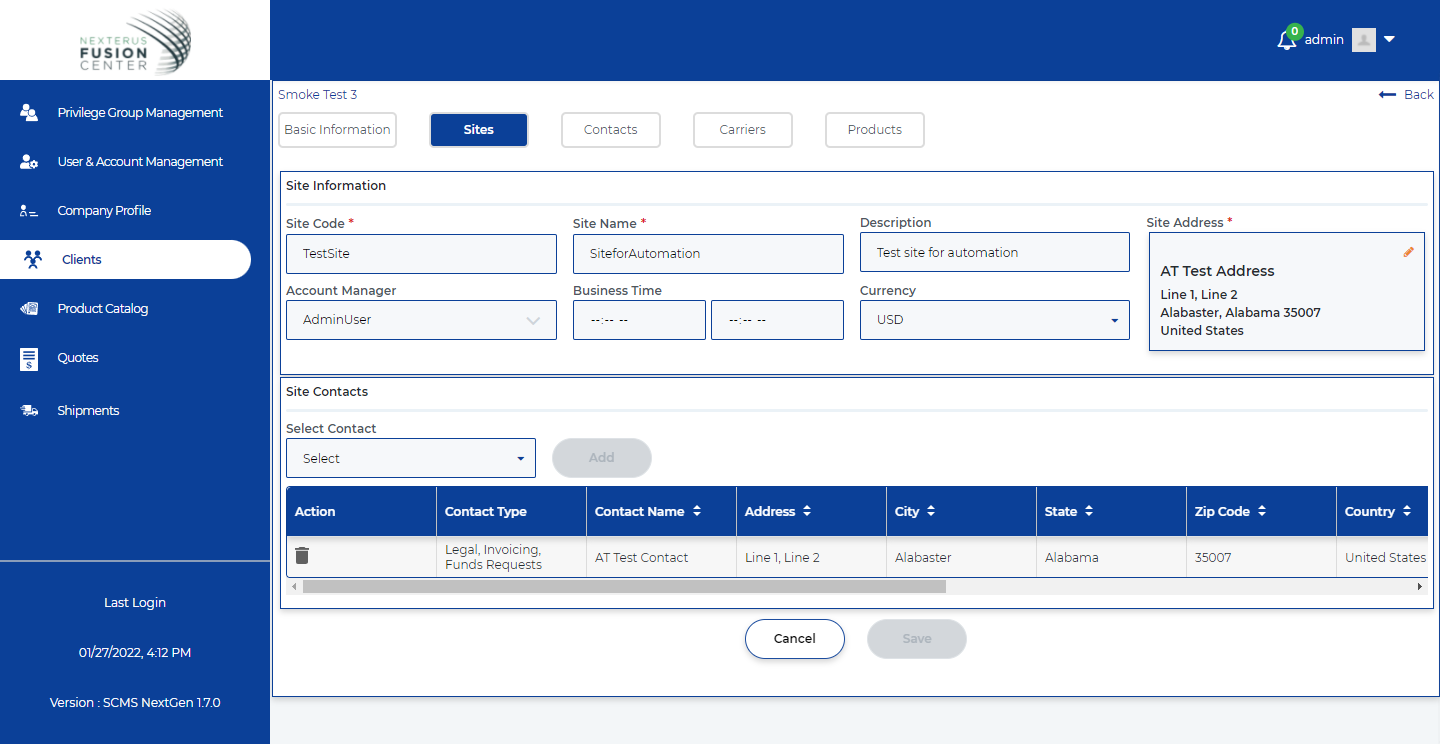 NEXTERUS
FUSION
CENTER
0
admin
Privilege Group Management
User & Account Management
Company Profile
Clients
Product Catalog
Quotes
Shipments
Last Login
01/27/2022, 4:12 PM
Version : SCMS NextGen 1.7.0
Smoke Test 3
Back
Basic Information
Sites
Contacts
Carriers
Products
Site Information
Site Code *
Site Name *
Description
Site Address *
TestSite
SiteforAutomation
Test site for automation
AT Test Address
Line 1, Line 2
Alabaster, Alabama 35007
United States
Account Manager
Business Time
Currency
AdminUser
--:-- --
--:-- --
USD
Site Contacts
Select Contact
Select
Add
Action
Contact Type
Contact Name
Address
City
State
Zip Code
Country
Legal, Invoicing,
Funds Requests
AT Test Contact
Line 1, Line 2
Alabaster
Alabama
35007
United States
Cancel
Save